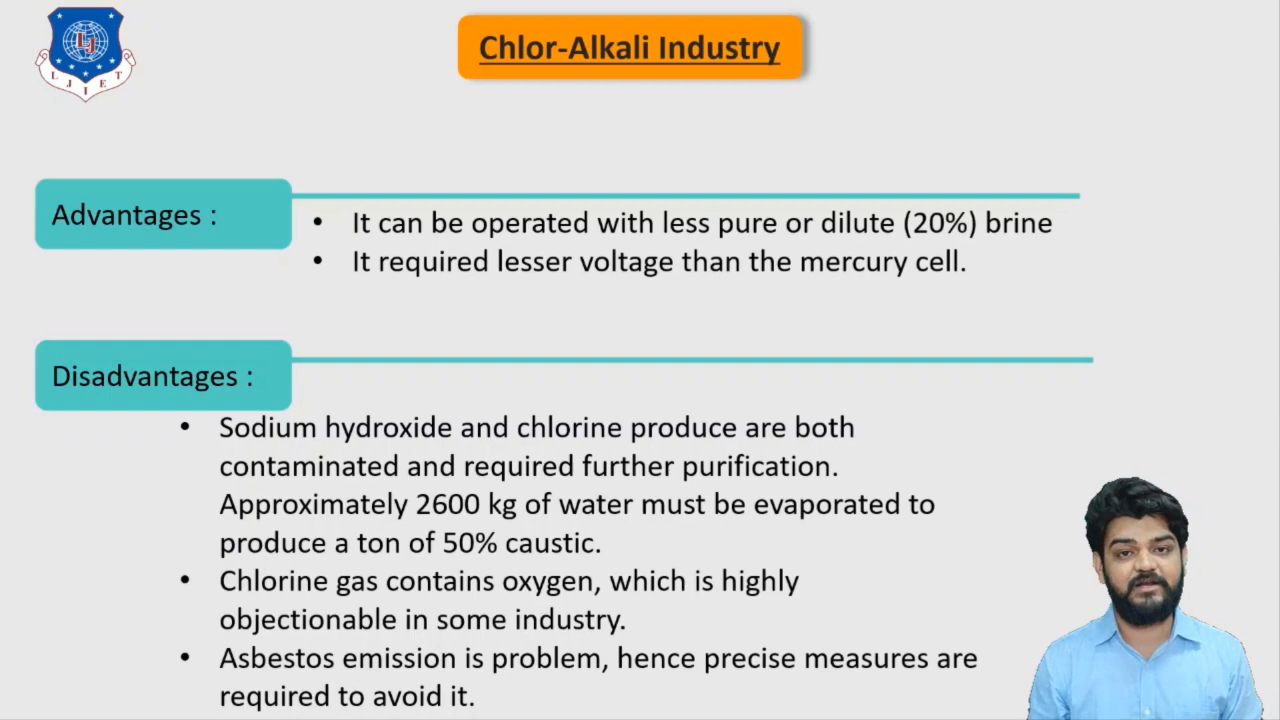 LJ
L J I E T
Chlor-Alkali Industry
Advantages :
• It can be operated with less pure or dilute (20%) brine
• It required lesser voltage than the mercury cell.
Disadvantages :
• Sodium hydroxide and chlorine produce are both
contaminated and required further purification.
Approximately 2600 kg of water must be evaporated to
produce a ton of 50% caustic.
• Chlorine gas contains oxygen, which is highly
objectionable in some industry.
• Asbestos emission is problem, hence precise measures are
required to avoid it.